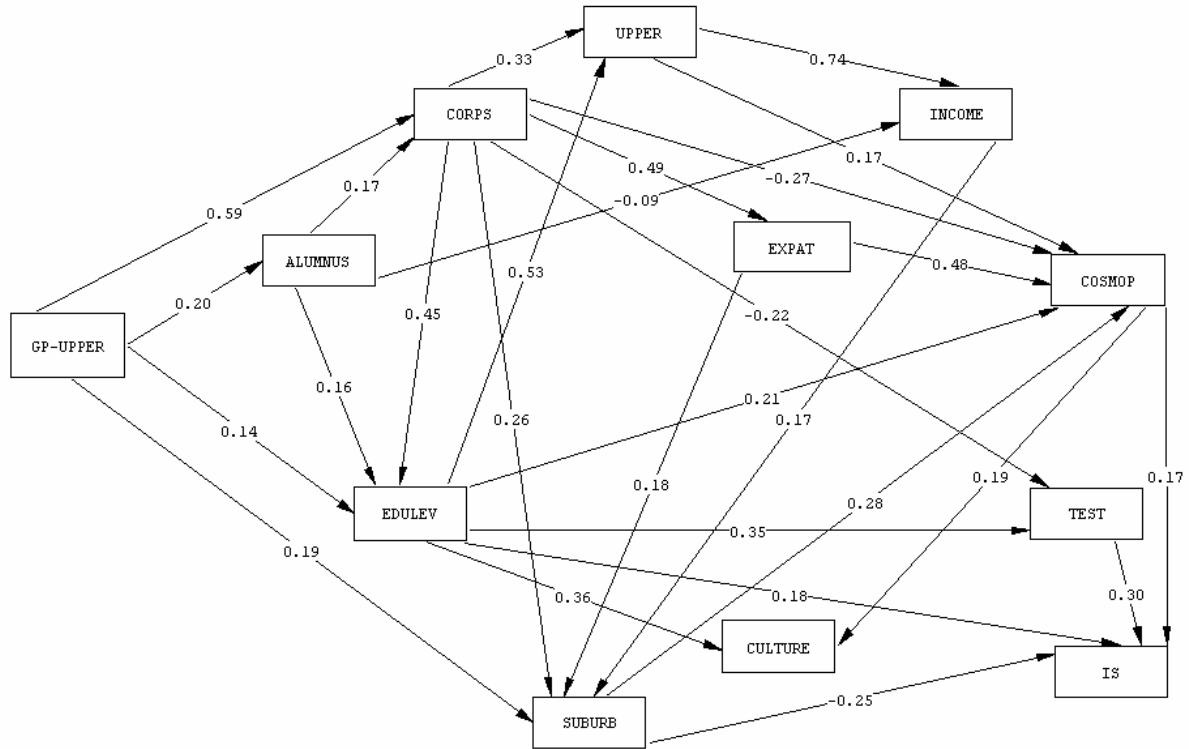 UPPER
0.33
0.74
CORPS
INCOME
0.17
0.49
-0.27
0.17
-0.09
0.59
EXPAT
ALUMNUS
0.48
COSMOP
0.53
0.20
0.45
-0.22
GP-UPPER
0.16
0.21
0.26
0.17
0.14
0.18
0.19
0.17
0.28
EDULEV
TEST
0.35
0.19
0.36
0.18
0.30
CULTURE
IS
-0.25
SUBURB